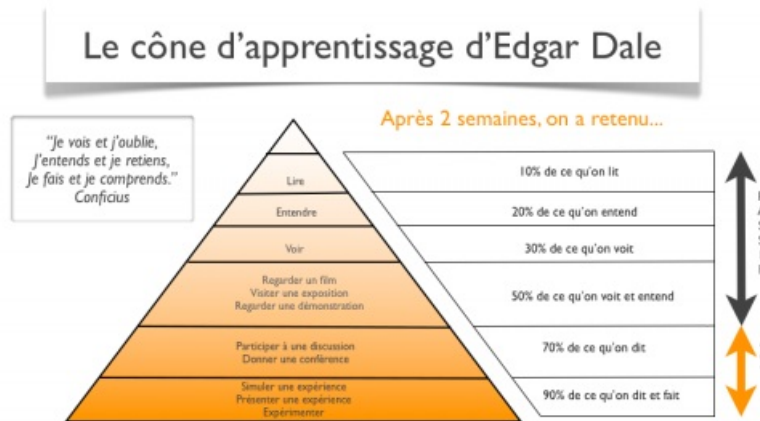 Le cône d'apprentissage d'Edgar Dale
"Je vois et j'oublie,
J'entends et je retiens,
Je fais et je comprends."
Conficius
Après 2 semaines, on a retenu...
Lire
10% de ce qu'on lit
Entendre
20% de ce qu'on entend
Voir
30% de ce qu'on voit
Regarder un film
Visiter une exposition
Regarder une démonstration
50% de ce qu'on voit et entend
Participer à une discussion
Donner une conférence
70% de ce qu'on dit
Simuler une expérience
Présenter une expérience
Expérimenter
90% de ce qu'on dit et fait